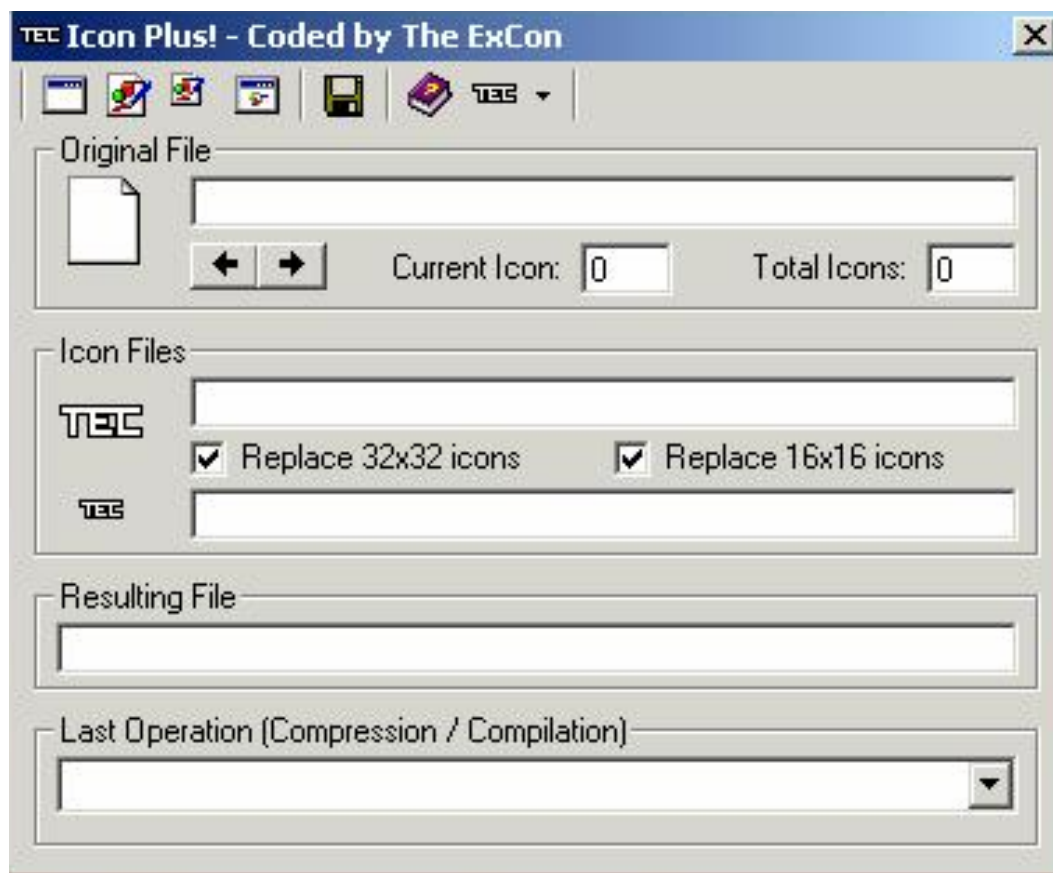 TEC Icon Plus! - Coded by The ExCon
TEC
Original File
Current Icon: 0 Total Icons: 0
Icon Files
TEC
Replace 32x32 icons Replace 16x16 icons
TEC
Resulting File
Last Operation (Compression / Compilation)